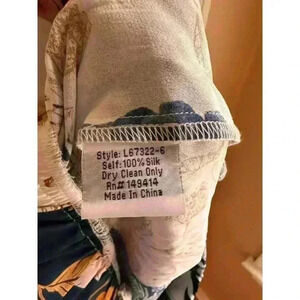 Style: L67322-6
Self: 100% Silk
Dry Clean Only
Rn# 149414
Made In China